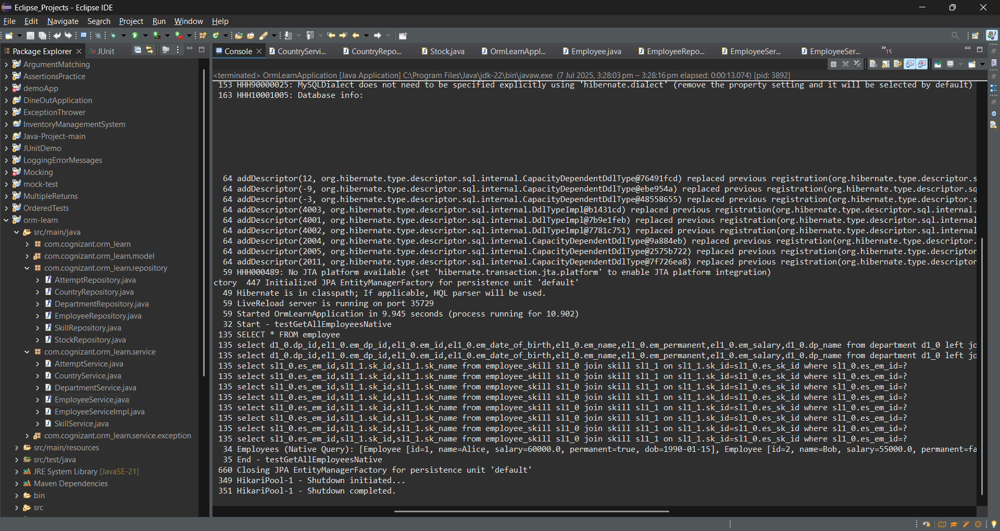 Eclipse_Projects - Eclipse IDE
File Edit Navigate Search Project Run Window Help
Package Explorer
JUnit
Console
CountryServi...
CountryRepo...
Stock.java
OrmLearnAppl...
Employee.java
EmployeeRepo...
EmployeeSer...
EmployeeSer...
»15
ArgumentMatching
AssertionsPractice
demoApp
DineOutApplication
ExceptionThrower
InventoryManagementSystem
Java-Project-main
JUnitDemo
LoggingErrorMessages
Mocking
mock-test
MultipleReturns
OrderedTests
orm-learn
src/main/java
com.cognizant.orm_learn
com.cognizant.orm_learn.model
com.cognizant.orm_learn.repository
AttemptRepository.java
CountryRepository.java
DepartmentRepository.java
EmployeeRepository.java
SkillRepository.java
StockRepository.java
com.cognizant.orm_learn.service
AttemptService.java
CountryService.java
DepartmentService.java
EmployeeService.java
EmployeeServiceImpl.java
SkillService.java
com.cognizant.orm_learn.service.exception
src/main/resources
src/test/java
JRE System Library [JavaSE-21]
Maven Dependencies
bin
src
<terminated> OrmLearnApplication [Java Application] C:\Program Files\Java\jdk-22\bin\javaw.exe (7 Jul 2025, 3:28:03 pm – 3:28:16 pm elapsed: 0:00:13.074) [pid: 3892]
153 HHH90000025: MySQLDialect does not need to be specified explicitly using 'hibernate.dialect' (remove the property setting and it will be selected by default)
163 HHH10001005: Database info:
64 addDescriptor(12, org.hibernate.type.descriptor.sql.internal.CapacityDependentDdlType@76491fcd) replaced previous registration(org.hibernate.type.descriptor.s
64 addDescriptor(-9, org.hibernate.type.descriptor.sql.internal.CapacityDependentDdlType@ebe954a) replaced previous registration(org.hibernate.type.descriptor.sq
64 addDescriptor(-3, org.hibernate.type.descriptor.sql.internal.CapacityDependentDdlType@48558655) replaced previous registration(org.hibernate.type.descriptor.s
64 addDescriptor(4003, org.hibernate.type.descriptor.sql.internal.DdlTypeImpl@b1431cd) replaced previous registration(org.hibernate.type.descriptor.sql.internal.
64 addDescriptor(4001, org.hibernate.type.descriptor.sql.internal.DdlTypeImpl@7b9e1feb) replaced previous registration(org.hibernate.type.descriptor.sql.internal
64 addDescriptor(4002, org.hibernate.type.descriptor.sql.internal.DdlTypeImpl@7781c751) replaced previous registration(org.hibernate.type.descriptor.sql.internal
64 addDescriptor(2004, org.hibernate.type.descriptor.sql.internal.CapacityDependentDdlType@9a884eb) replaced previous registration(org.hibernate.type.descriptor.
64 addDescriptor(2005, org.hibernate.type.descriptor.sql.internal.CapacityDependentDdlType@2575b722) replaced previous registration(org.hibernate.type.descriptor
64 addDescriptor(2011, org.hibernate.type.descriptor.sql.internal.CapacityDependentDdlType@7f726ea8) replaced previous registration(org.hibernate.type.descriptor
59 HHH000489: No JTA platform available (set 'hibernate.transaction.jta.platform' to enable JTA platform integration)
ctory 447 Initialized JPA EntityManagerFactory for persistence unit 'default'
49 Hibernate is in classpath; If applicable, HQL parser will be used.
59 LiveReload server is running on port 35729
59 Started OrmLearnApplication in 9.945 seconds (process running for 10.902)
32 Start - testGetAllEmployeesNative
135 SELECT * FROM employee
135 select d1_0.dp_id,el1_0.em_dp_id,el1_0.em_id,el1_0.em_date_of_birth,el1_0.em_name,el1_0.em_permanent,el1_0.em_salary,d1_0.dp_name from department d1_0 left jo
135 select d1_0.dp_id,el1_0.em_dp_id,el1_0.em_id,el1_0.em_date_of_birth,el1_0.em_name,el1_0.em_permanent,el1_0.em_salary,d1_0.dp_name from department d1_0 left jo
135 select sl1_0.es_em_id,sl1_1.sk_id,sl1_1.sk_name from employee_skill sl1_0 join skill sl1_1 on sl1_1.sk_id=sl1_0.es_sk_id where sl1_0.es_em_id=?
135 select sl1_0.es_em_id,sl1_1.sk_id,sl1_1.sk_name from employee_skill sl1_0 join skill sl1_1 on sl1_1.sk_id=sl1_0.es_sk_id where sl1_0.es_em_id=?
135 select sl1_0.es_em_id,sl1_1.sk_id,sl1_1.sk_name from employee_skill sl1_0 join skill sl1_1 on sl1_1.sk_id=sl1_0.es_sk_id where sl1_0.es_em_id=?
135 select sl1_0.es_em_id,sl1_1.sk_id,sl1_1.sk_name from employee_skill sl1_0 join skill sl1_1 on sl1_1.sk_id=sl1_0.es_sk_id where sl1_0.es_em_id=?
135 select sl1_0.es_em_id,sl1_1.sk_id,sl1_1.sk_name from employee_skill sl1_0 join skill sl1_1 on sl1_1.sk_id=sl1_0.es_sk_id where sl1_0.es_em_id=?
135 select sl1_0.es_em_id,sl1_1.sk_id,sl1_1.sk_name from employee_skill sl1_0 join skill sl1_1 on sl1_1.sk_id=sl1_0.es_sk_id where sl1_0.es_em_id=?
135 select sl1_0.es_em_id,sl1_1.sk_id,sl1_1.sk_name from employee_skill sl1_0 join skill sl1_1 on sl1_1.sk_id=sl1_0.es_sk_id where sl1_0.es_em_id=?
135 select sl1_0.es_em_id,sl1_1.sk_id,sl1_1.sk_name from employee_skill sl1_0 join skill sl1_1 on sl1_1.sk_id=sl1_0.es_sk_id where sl1_0.es_em_id=?
34 Employees (Native Query): [Employee [id=1, name=Alice, salary=60000.0, permanent=true, dob=1990-01-15], Employee [id=2, name=Bob, salary=55000.0, permanent=fa
35 End - testGetAllEmployeesNative
660 Closing JPA EntityManagerFactory for persistence unit 'default'
349 HikariPool-1 - Shutdown initiated...
351 HikariPool-1 - Shutdown completed.